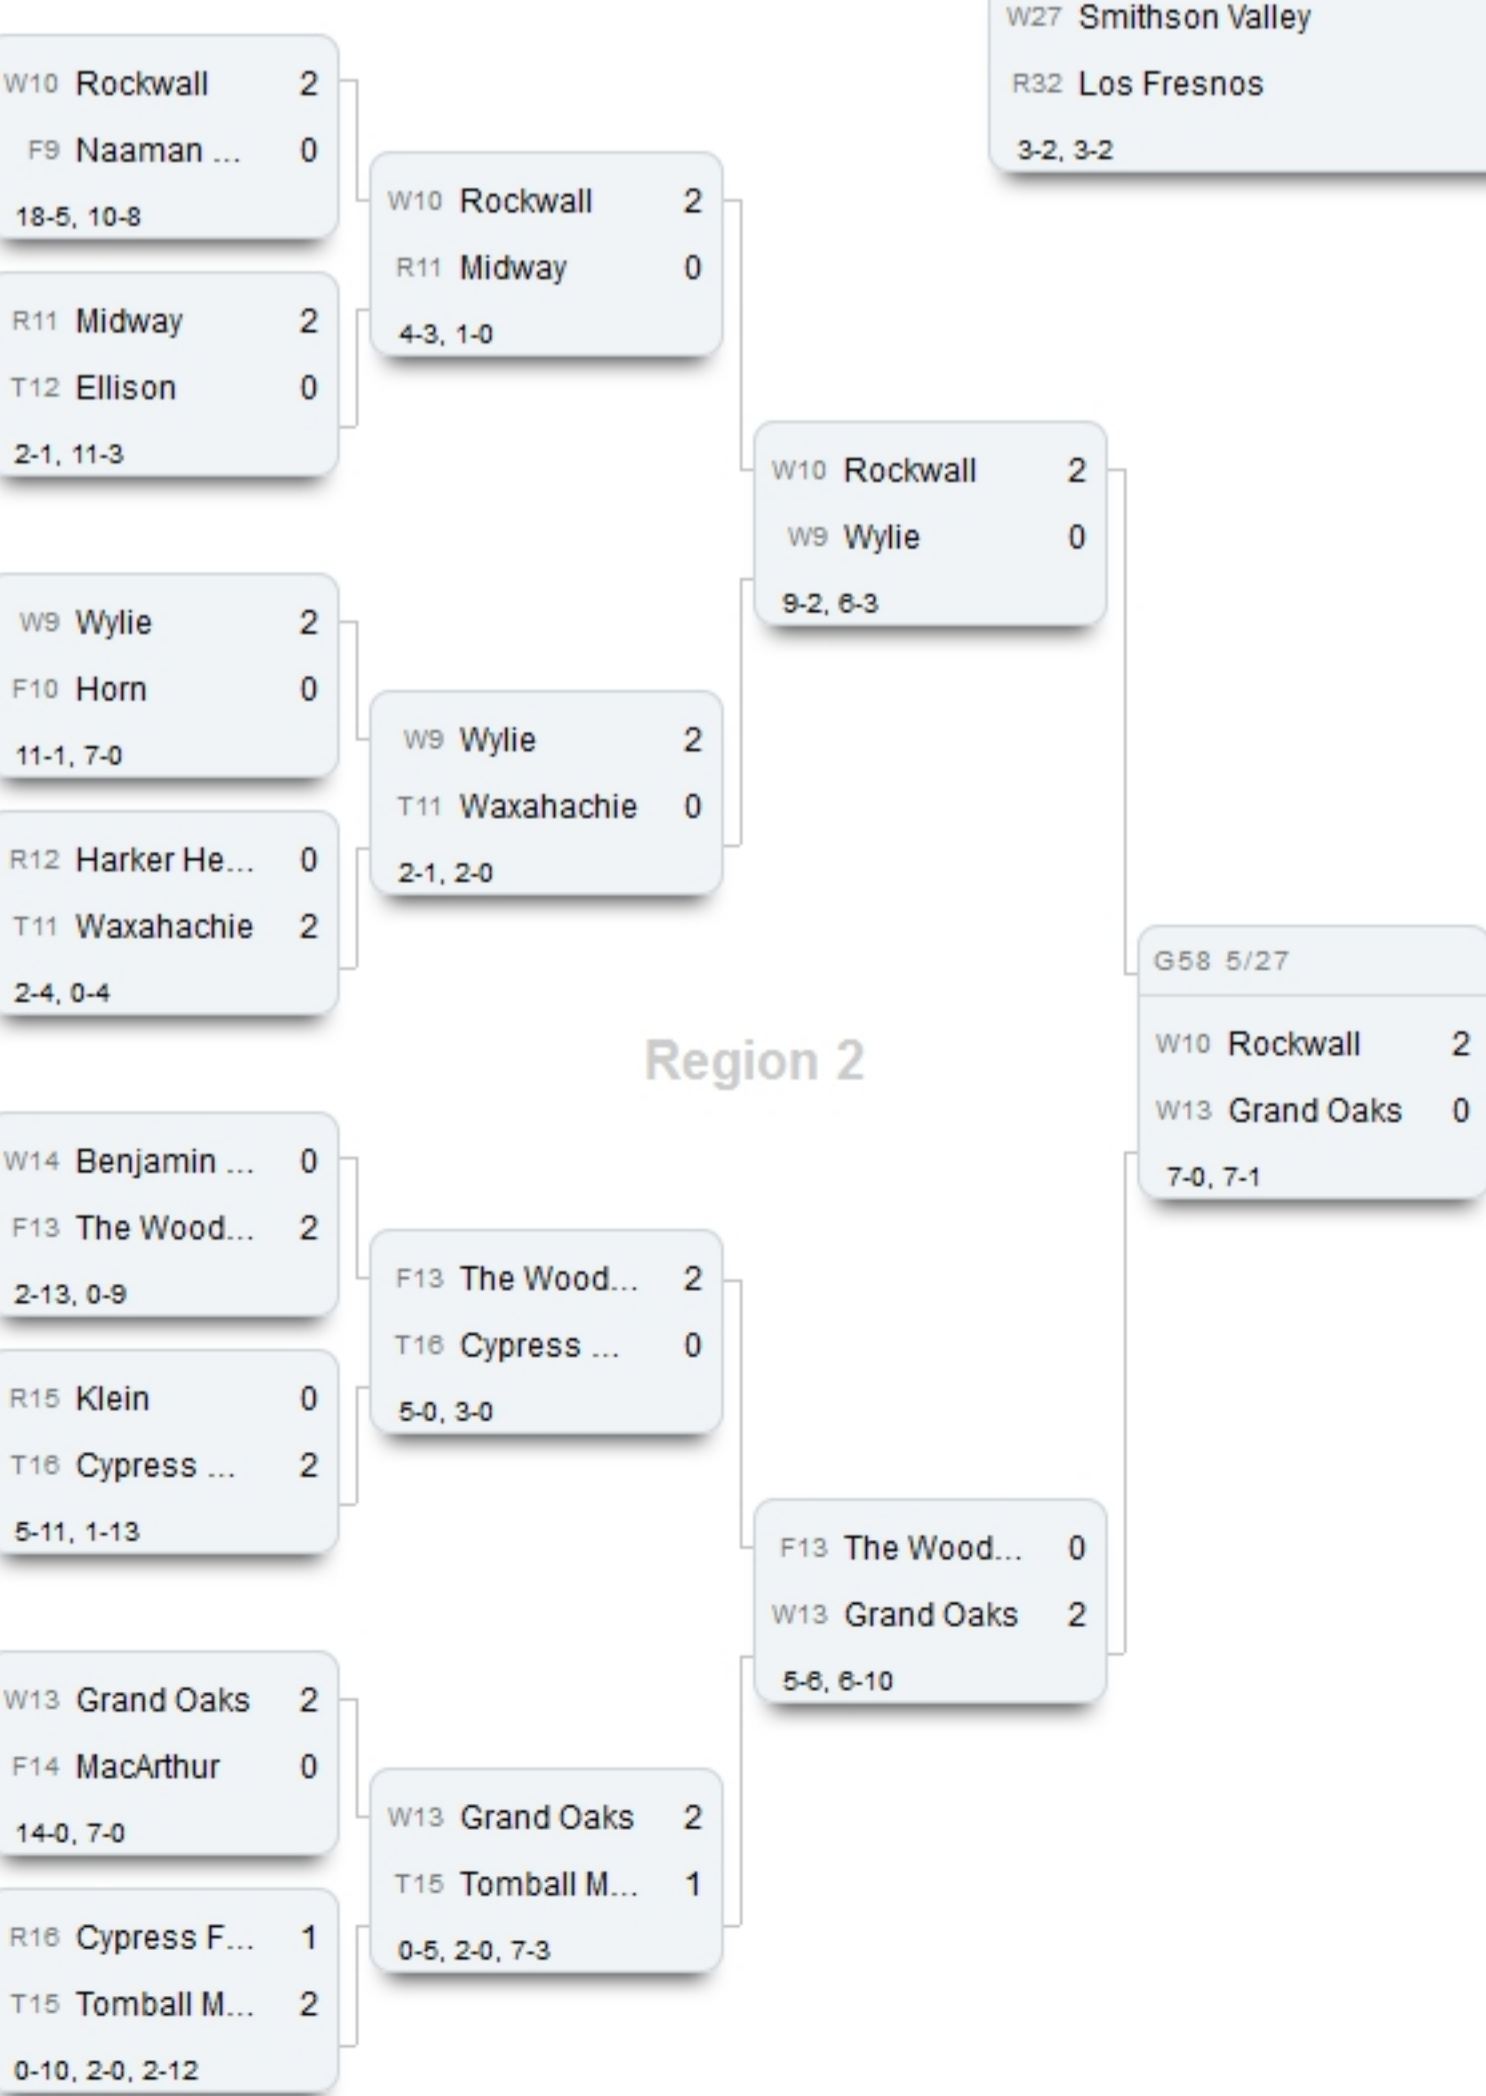 W27 Smithson Valley
R32 Los Fresnos
3-2, 3-2
W10 Rockwall 2
F9 Naaman ... 0
18-5, 10-8
R11 Midway 2
T12 Ellison 0
2-1, 11-3
W9 Wylie 2
F10 Horn 0
11-1, 7-0
R12 Harker He... 0
T11 Waxahachie 2
2-4, 0-4
W14 Benjamin ... 0
F13 The Wood... 2
2-13, 0-9
R15 Klein 0
T16 Cypress ... 2
5-11, 1-13
W13 Grand Oaks 2
F14 MacArthur 0
14-0, 7-0
R16 Cypress F... 1
T15 Tomball M... 2
0-10, 2-0, 2-12
W10 Rockwall 2
R11 Midway 0
4-3, 1-0
W9 Wylie 2
T11 Waxahachie 0
2-1, 2-0
F13 The Wood... 2
T16 Cypress ... 0
5-0, 3-0
W13 Grand Oaks 2
T15 Tomball M... 1
0-5, 2-0, 7-3
Region 2
W10 Rockwall 2
W9 Wylie 0
9-2, 6-3
F13 The Wood... 0
W13 Grand Oaks 2
5-6, 6-10
G58 5/27
W10 Rockwall 2
W13 Grand Oaks 0
7-0, 7-1